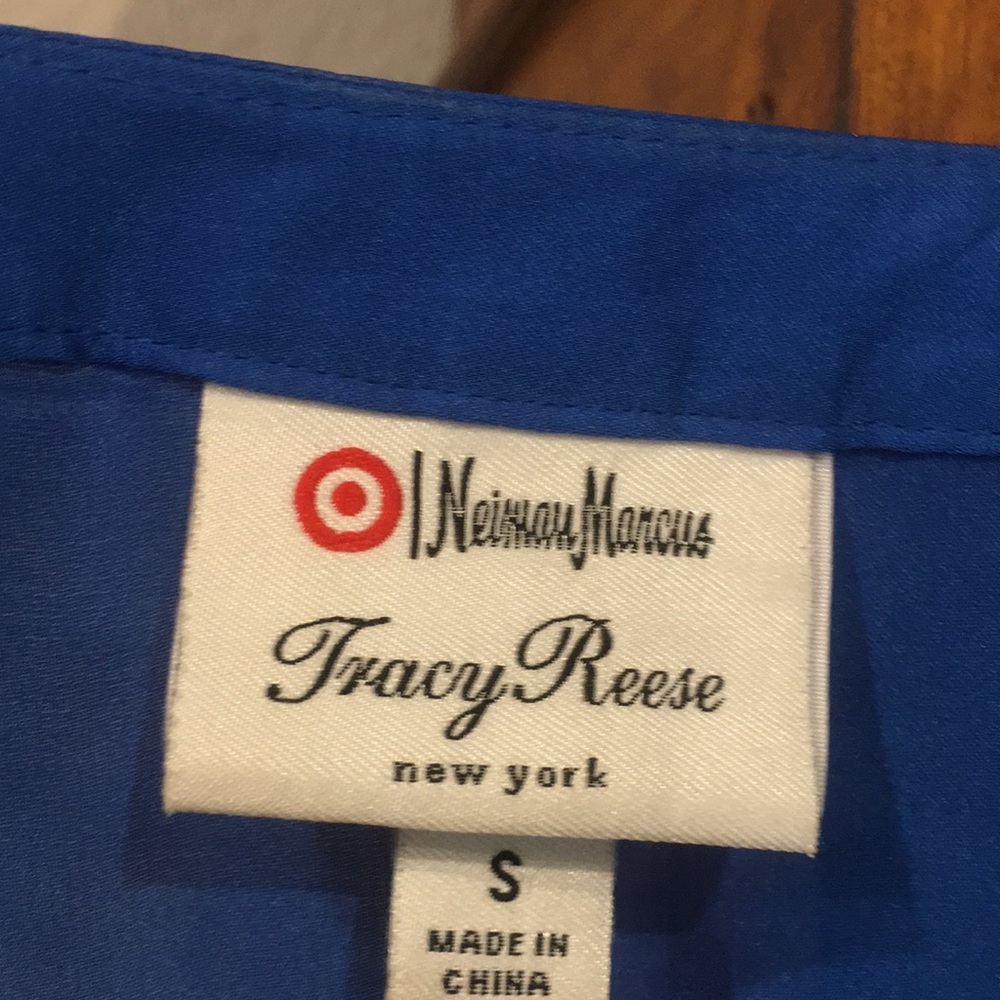 | Neiman Marcus
Tracy Reese
new york
S
MADE IN
CHINA